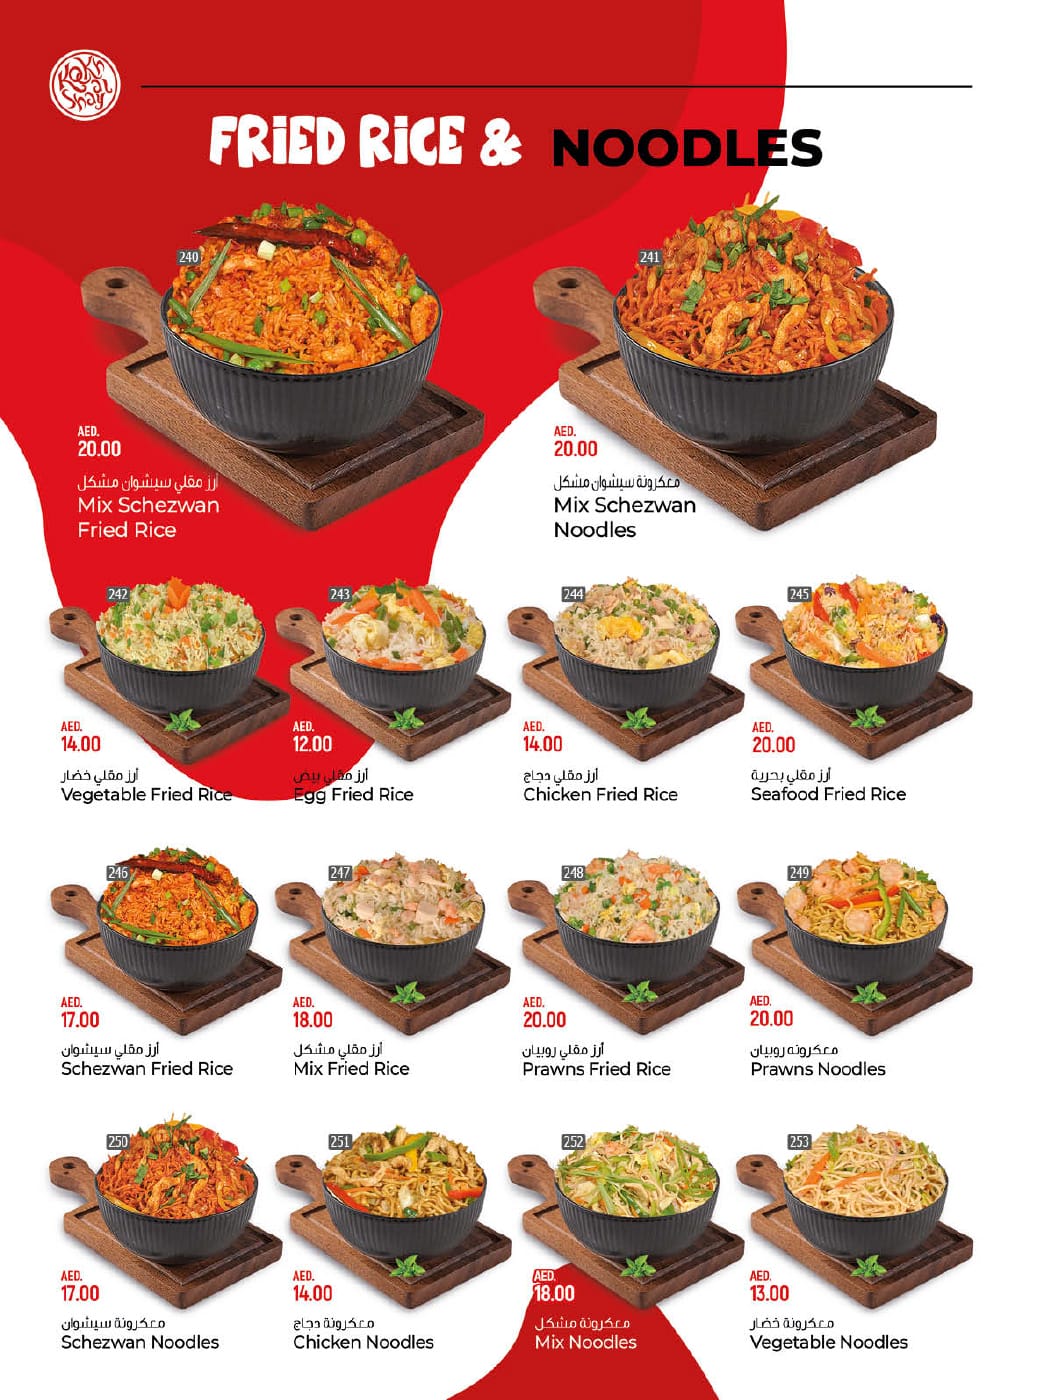 Kok'n
Shay
FRiED RiCE & NOODLES
240
AED.
20.00
أرز مقلي سيشوان مشكل
Mix Schezwan
Fried Rice
241
AED.
20.00
معكرونة سيشوان مشكل
Mix Schezwan
Noodles
242
AED.
14.00
أرز مقلي خضار
Vegetable Fried Rice
243
AED.
12.00
أرز مقلي بيض
Egg Fried Rice
244
AED.
14.00
أرز مقلي دجاج
Chicken Fried Rice
245
AED.
20.00
أرز مقلي بحرية
Seafood Fried Rice
246
AED.
17.00
أرز مقلي سيشوان
Schezwan Fried Rice
247
AED.
18.00
أرز مقلي مشكل
Mix Fried Rice
248
AED.
20.00
أرز مقلي روبيان
Prawns Fried Rice
249
AED.
20.00
معكرونه روبيان
Prawns Noodles
250
AED.
17.00
معكرونة سيشوان
Schezwan Noodles
251
AED.
14.00
معكرونة دجاج
Chicken Noodles
252
AED.
18.00
معكرونة مشكل
Mix Noodles
253
AED.
13.00
معكرونة خضار
Vegetable Noodles